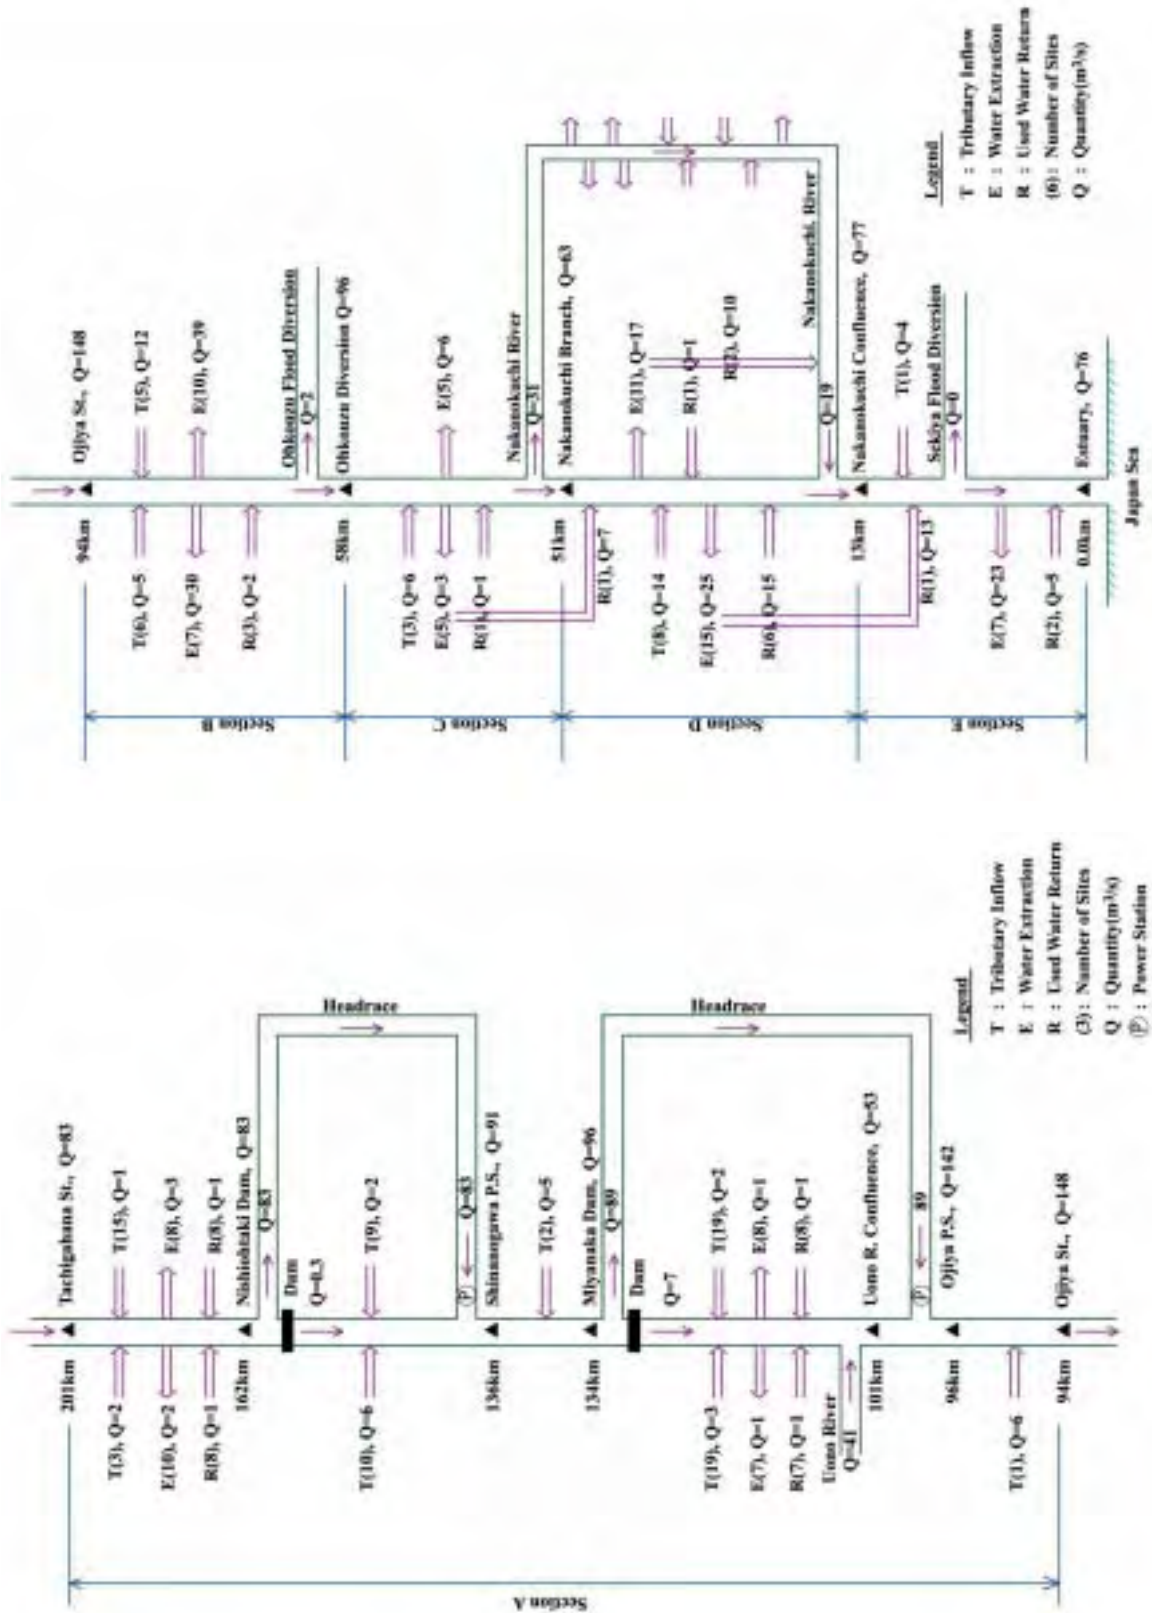 94km
Ojiya St., Q=148
T(6), Q=5
T(5), Q=12
E(7), Q=30
E(10), Q=39
R(3), Q=2
Ohkouzu Flood Diversion
Q=2
58km
Ohkouzu Diversion Q=96
T(3), Q=6
E(5), Q=3
E(5), Q=6
R(1), Q=1
Nakanokuchi River
Q=31
51km
Nakanokuchi Branch, Q=63
R(1), Q=7
E(11), Q=17
T(8), Q=14
R(1), Q=1
E(15), Q=25
R(2), Q=10
R(6), Q=15
Nakanokuchi, River
Q=19
13km
Nakanokuchi Confluence, Q=77
T(1), Q=4
R(1), Q=13
Sekiya Flood Diversion
Q=0
E(7), Q=23
R(2), Q=5
0.0km
Estuary, Q=76
Japan Sea
Section B
Section C
Section D
Section E
Legend
T : Tributary Inflow
E : Water Extraction
R : Used Water Return
(6) : Number of Sites
Q : Quantity(m³/s)
201km
Tachigahana St., Q=83
T(3), Q=2
T(15), Q=1
E(10), Q=2
E(8), Q=3
R(8), Q=1
R(8), Q=1
162km
Nishiohtaki Dam, Q=83
Q=83
Dam
Q=0.3
Headrace
T(10), Q=6
T(9), Q=2
P
Q=83
136km
Shinanogawa P.S., Q=91
T(2), Q=5
134km
Miyanaka Dam, Q=96
Q=89
Dam
Q=7
Headrace
T(19), Q=3
T(19), Q=2
E(7), Q=1
E(8), Q=1
R(7), Q=1
R(8), Q=1
Uono River
Q=41
101km
Uono R. Confluence, Q=53
P
89
96km
Ojiya P.S., Q=142
T(1), Q=6
94km
Ojiya St., Q=148
Section A
Legend
T : Tributary Inflow
E : Water Extraction
R : Used Water Return
(3) : Number of Sites
Q : Quantity(m³/s)
Ⓟ : Power Station